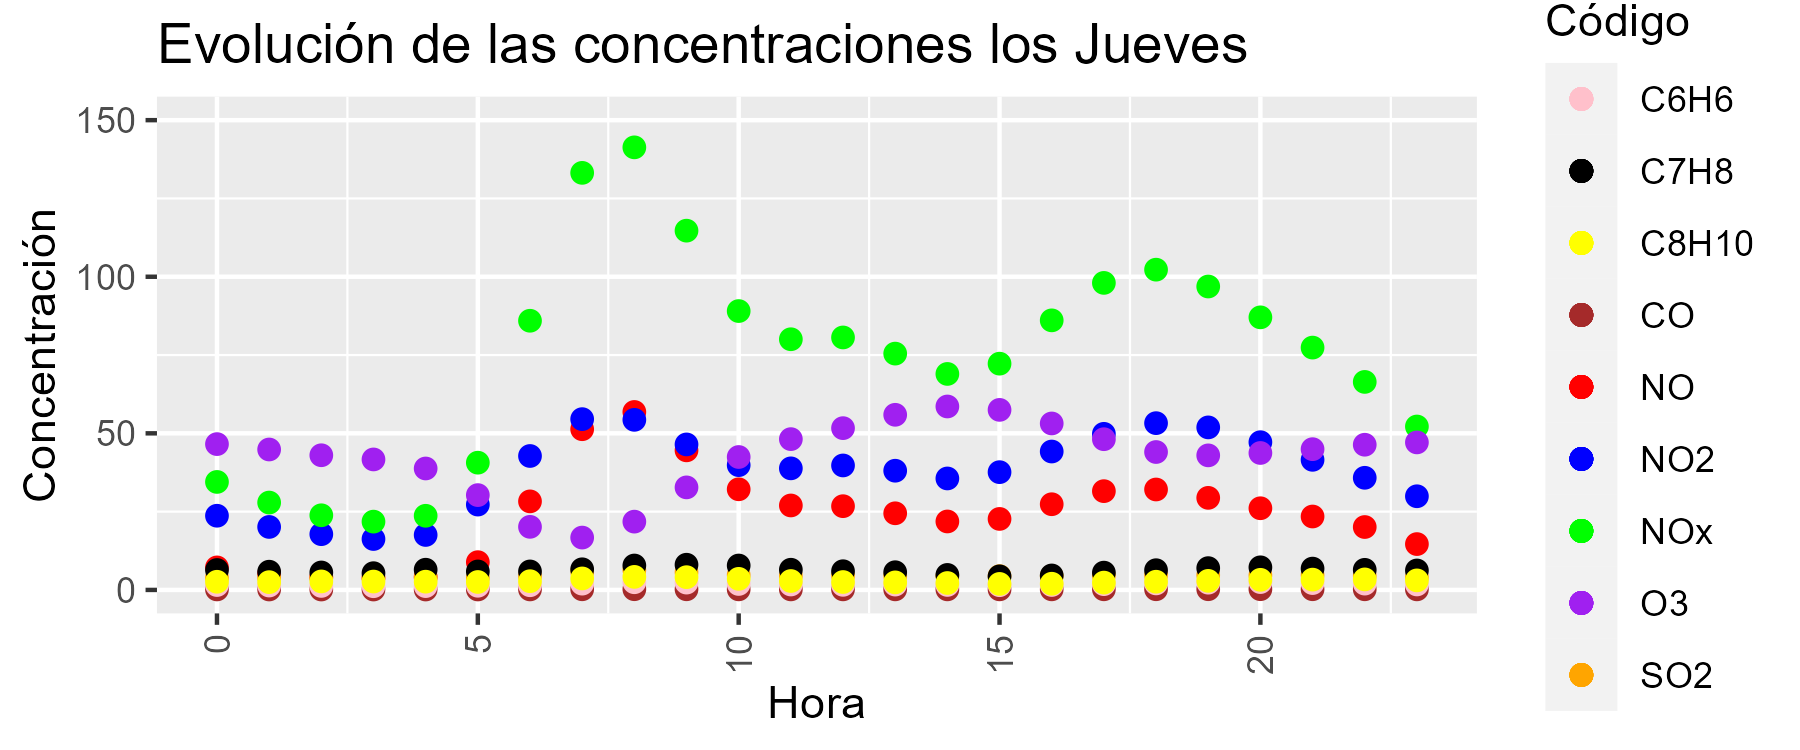 Evolución de las concentraciones los Jueves
Concentración
150
100
50
0
0
5
10
15
20
Hora
Código
C6H6
C7H8
C8H10
CO
NO
NO2
NOx
O3
SO2